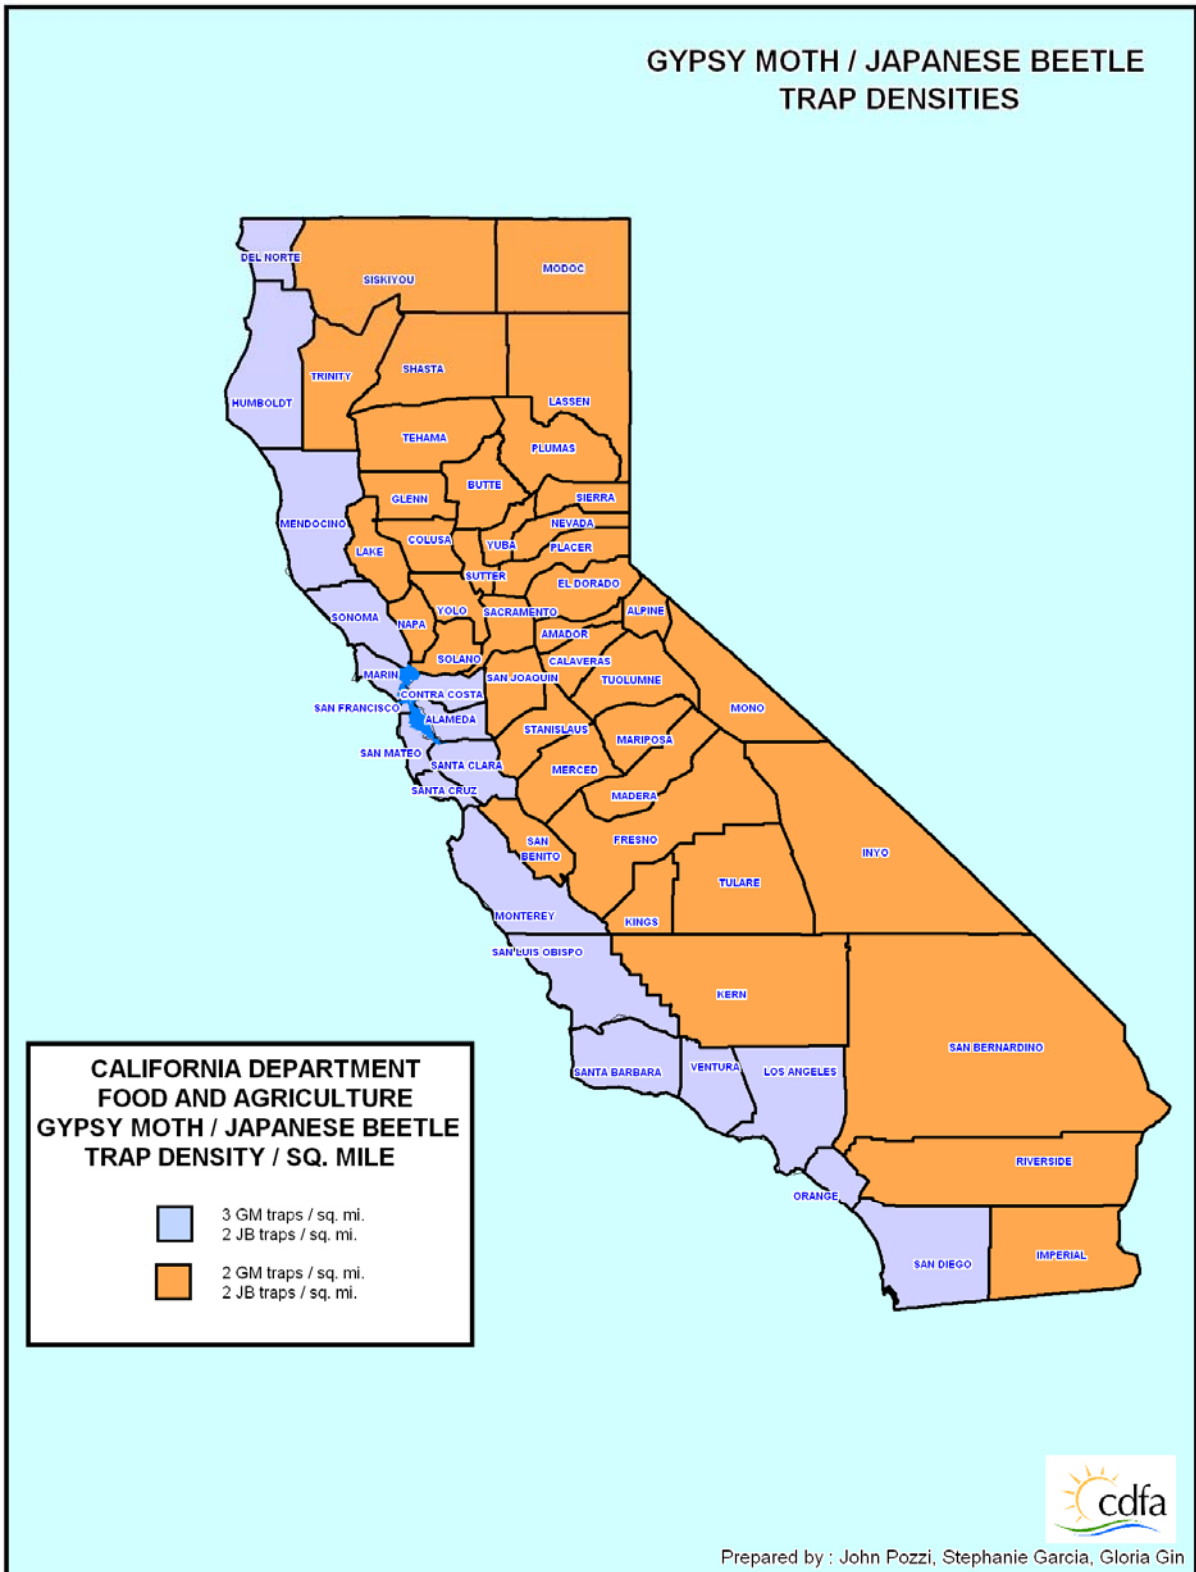 GYPSY MOTH / JAPANESE BEETLE
TRAP DENSITIES
DEL NORTE
SISKIYOU
MODOC
HUMBOLDT
TRINITY
SHASTA
LASSEN
TEHAMA
PLUMAS
BUTTE
GLENN
SIERRA
MENDOCINO
COLUSA
YUBA
NEVADA
LAKE
PLACER
SUTTER
EL DORADO
SONOMA
NAPA
YOLO
SACRAMENTO
ALPINE
AMADOR
SOLANO
CALAVERAS
MARIN
SAN JOAQUIN
TUOLUMNE
CONTRA COSTA
SAN FRANCISCO
MONO
ALAMEDA
STANISLAUS
MARIPOSA
SAN MATEO
SANTA CLARA
MERCED
SANTA CRUZ
MADERA
SAN
BENITO
FRESNO
INYO
TULARE
MONTEREY
KINGS
SAN LUIS OBISPO
KERN
SAN BERNARDINO
SANTA BARBARA
VENTURA
LOS ANGELES
RIVERSIDE
ORANGE
SAN DIEGO
IMPERIAL
CALIFORNIA DEPARTMENT
FOOD AND AGRICULTURE
GYPSY MOTH / JAPANESE BEETLE
TRAP DENSITY / SQ. MILE
3 GM traps / sq. mi.
2 JB traps / sq. mi.
2 GM traps / sq. mi.
2 JB traps / sq. mi.
cdfa
Prepared by : John Pozzi, Stephanie Garcia, Gloria Gin